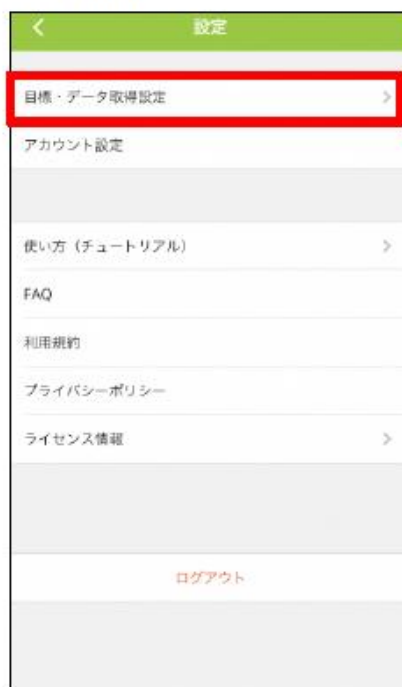 設定
目標・データ取得設定
アカウント設定
使い方（チュートリアル）
FAQ
利用規約
プライバシーポリシー
ライセンス情報
ログアウト